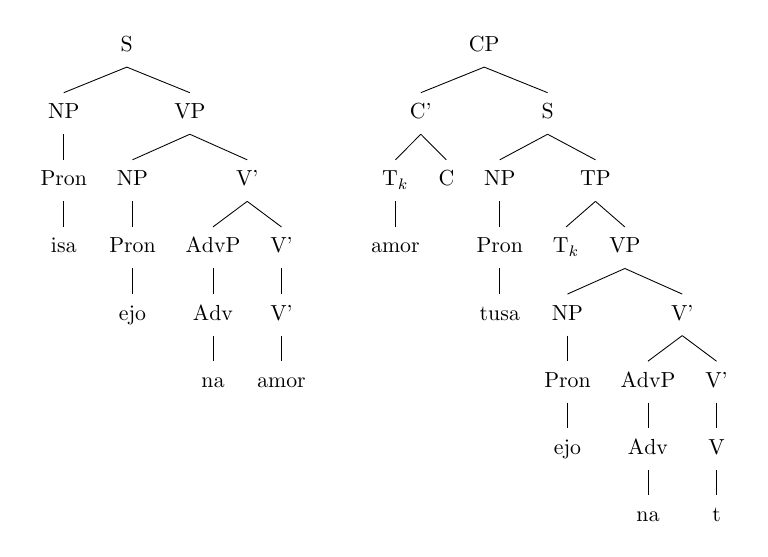 S CP
NP VP C' S
Pron NP V' T_k C NP TP
isa Pron AdvP V' amor Pron T_k VP
ejo Adv V' tusa NP V'
na amor Pron AdvP V'
ejo Adv V
na t